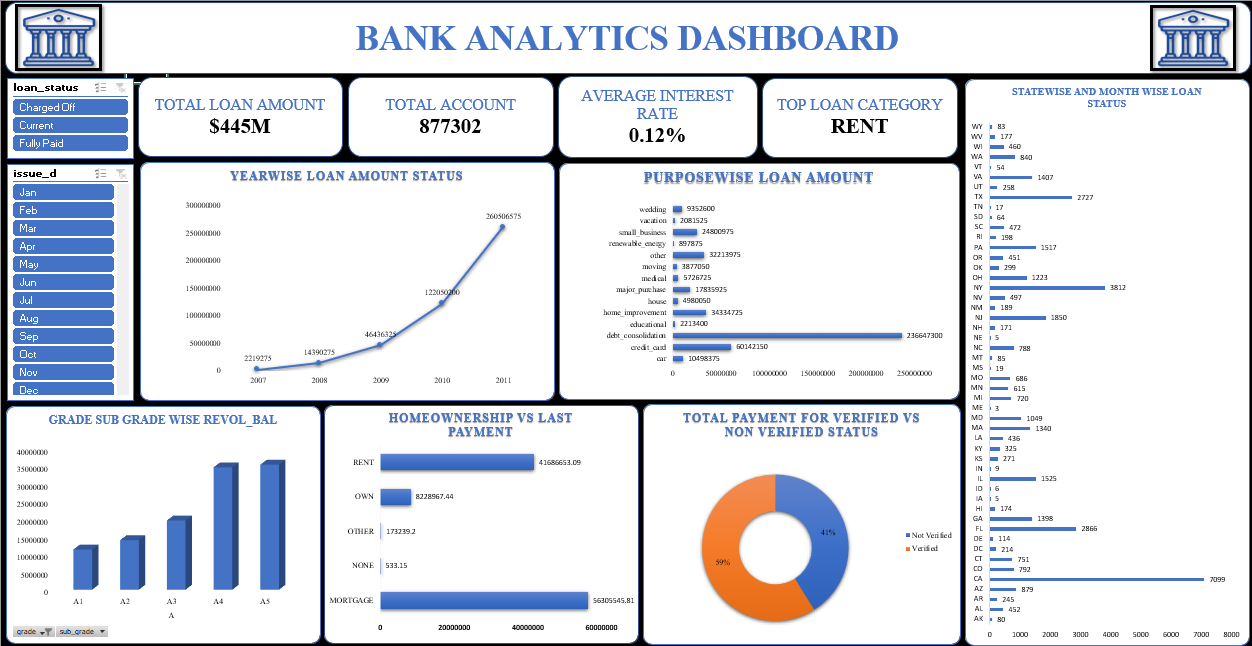 BANK ANALYTICS DASHBOARD
loan_status
Charged Off
Current
Fully Paid
TOTAL LOAN AMOUNT
$445M
TOTAL ACCOUNT
877302
AVERAGE INTEREST
RATE
0.12%
TOP LOAN CATEGORY
RENT
issue_d
Jan
Feb
Mar
Apr
May
Jun
Jul
Aug
Sep
Oct
Nov
Dec
YEARWISE LOAN AMOUNT STATUS
300000000
250000000
200000000
150000000
100000000
50000000
0
2219275
14390275
46436325
122050200
260506575
2007 2008 2009 2010 2011
PURPOSEWISE LOAN AMOUNT
wedding 9352600
vacation 2081525
small_business 24800975
renewable_energy 897875
other 32213975
moving 3877050
medical 5726725
major_purchase 17835925
house 4980050
home_improvement 34334725
educational 2213400
debt_consolidation 236647300
credit_card 60142150
car 10498375
0 50000000 100000000 150000000 200000000 250000000
STATEWISE AND MONTH WISE LOAN
STATUS
WY 83
WV 177
WI 460
WA 840
VT 54
VA 1407
UT 258
TX 2727
TN 17
SD 64
SC 472
RI 198
PA 1517
OR 451
OK 299
OH 1223
NY 3812
NV 497
NM 189
NJ 1850
NH 171
NE 5
NC 788
MT 85
MS 19
MO 686
MN 615
MI 720
ME 3
MD 1049
MA 1340
LA 436
KY 325
KS 271
IN 9
IL 1525
ID 6
IA 5
HI 174
GA 1398
FL 2866
DE 114
DC 214
CT 751
CO 792
CA 7099
AZ 879
AR 245
AL 452
AK 80
0 1000 2000 3000 4000 5000 6000 7000 8000
GRADE SUB GRADE WISE REVOL_BAL
40000000
35000000
30000000
25000000
20000000
15000000
10000000
5000000
0
A1 A2 A3 A4 A5
A
grade sub_grade
HOMEOWNERSHIP VS LAST
PAYMENT
RENT 41686653.09
OWN 8228967.44
OTHER 173239.2
NONE 533.15
MORTGAGE 56305545.81
0 20000000 40000000 60000000
TOTAL PAYMENT FOR VERIFIED VS
NON VERIFIED STATUS
41%
59%
Not Verified
Verified